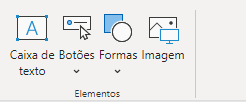 Caixa de texto
Botões
Formas
Imagem
Elementos